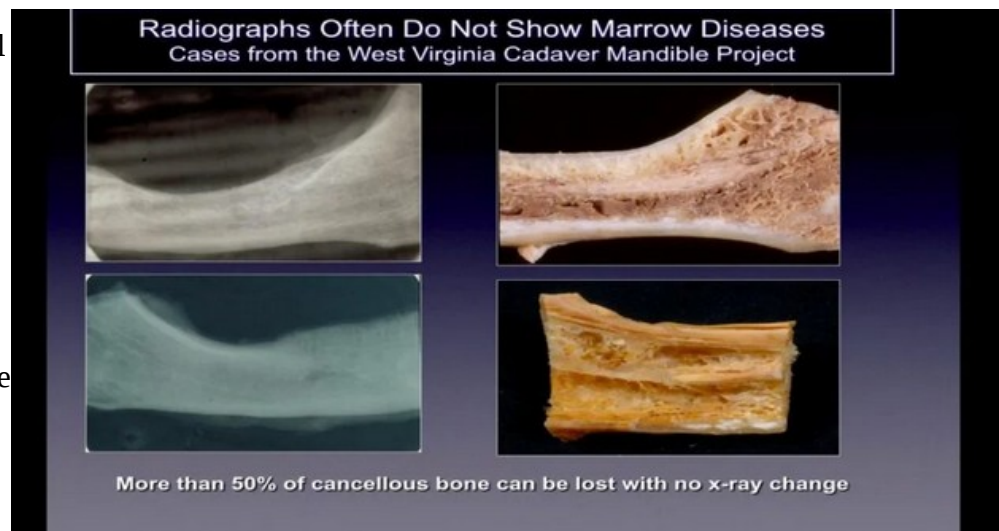 Radiographs Often Do Not Show Marrow Diseases
Cases from the West Virginia Cadaver Mandible Project
More than 50% of cancellous bone can be lost with no x-ray change